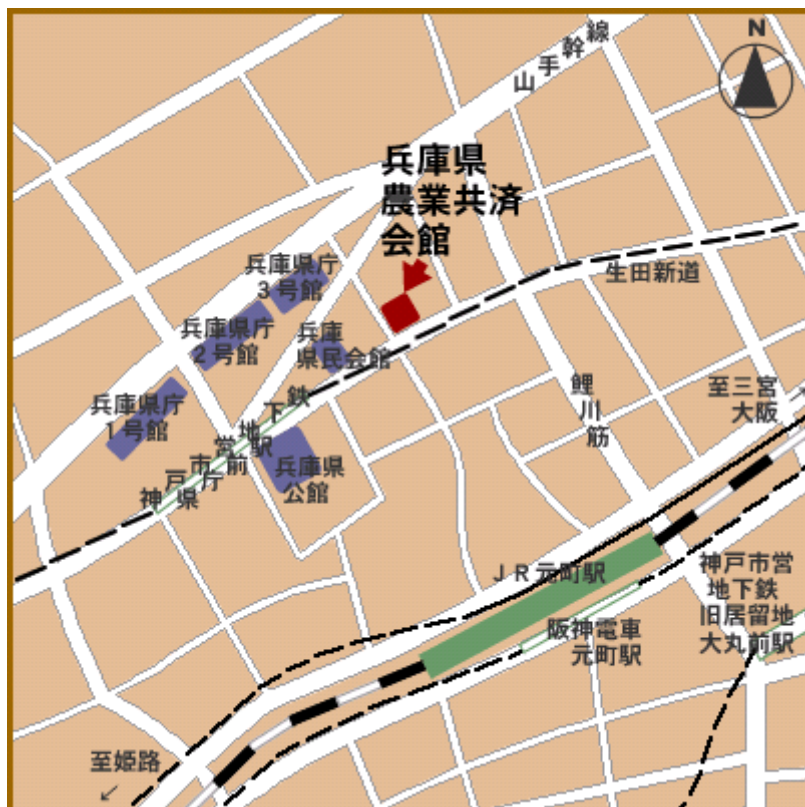 N
山手幹線
兵庫県
農業共済
会館
生田新道
兵庫県庁
3号館
兵庫県庁
2号館
兵庫
県民会館
兵庫県庁
1号館
神戸市営地下鉄
県庁前駅
兵庫県
公館
鯉川筋
至三宮
大阪
JR元町駅
阪神電車
元町駅
神戸市営
地下鉄
旧居留地
大丸前駅
至姫路